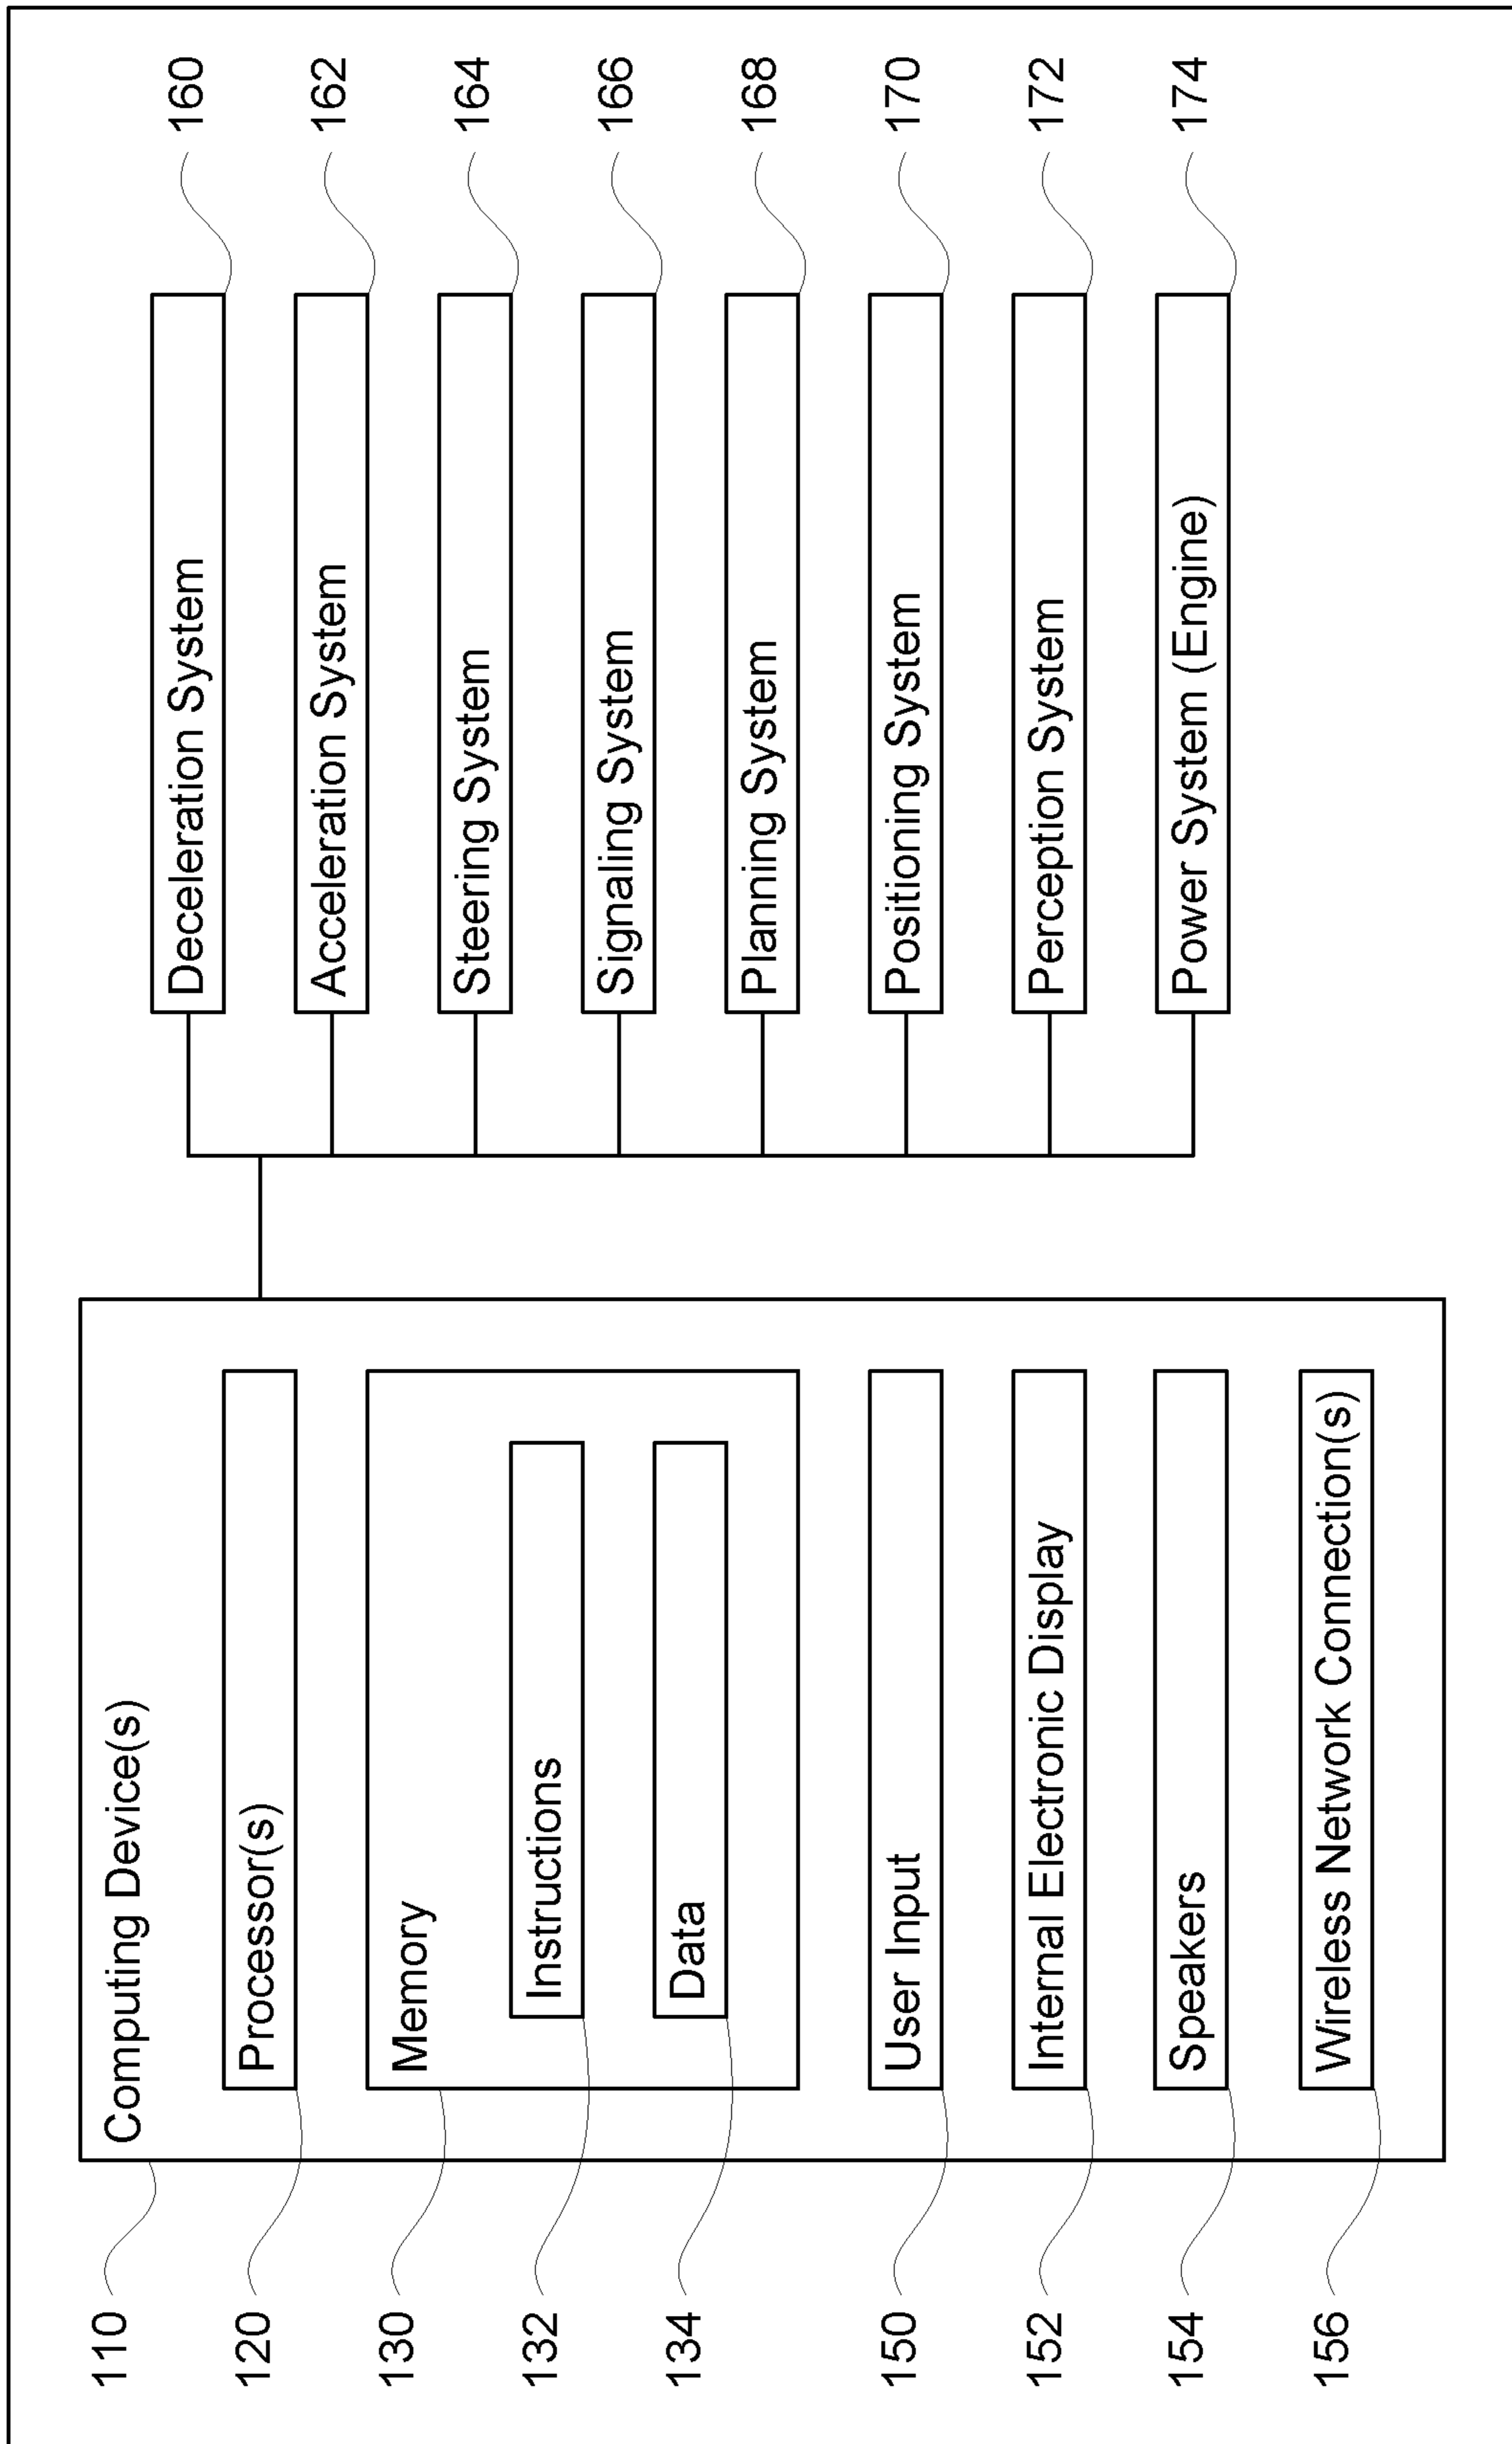 110
Computing Device(s)
120
Processor(s)
130
Memory
132
Instructions
134
Data
150
User Input
152
Internal Electronic Display
154
Speakers
156
Wireless Network Connection(s)
Deceleration System
160
Acceleration System
162
Steering System
164
Signaling System
166
Planning System
168
Positioning System
170
Perception System
172
Power System (Engine)
174